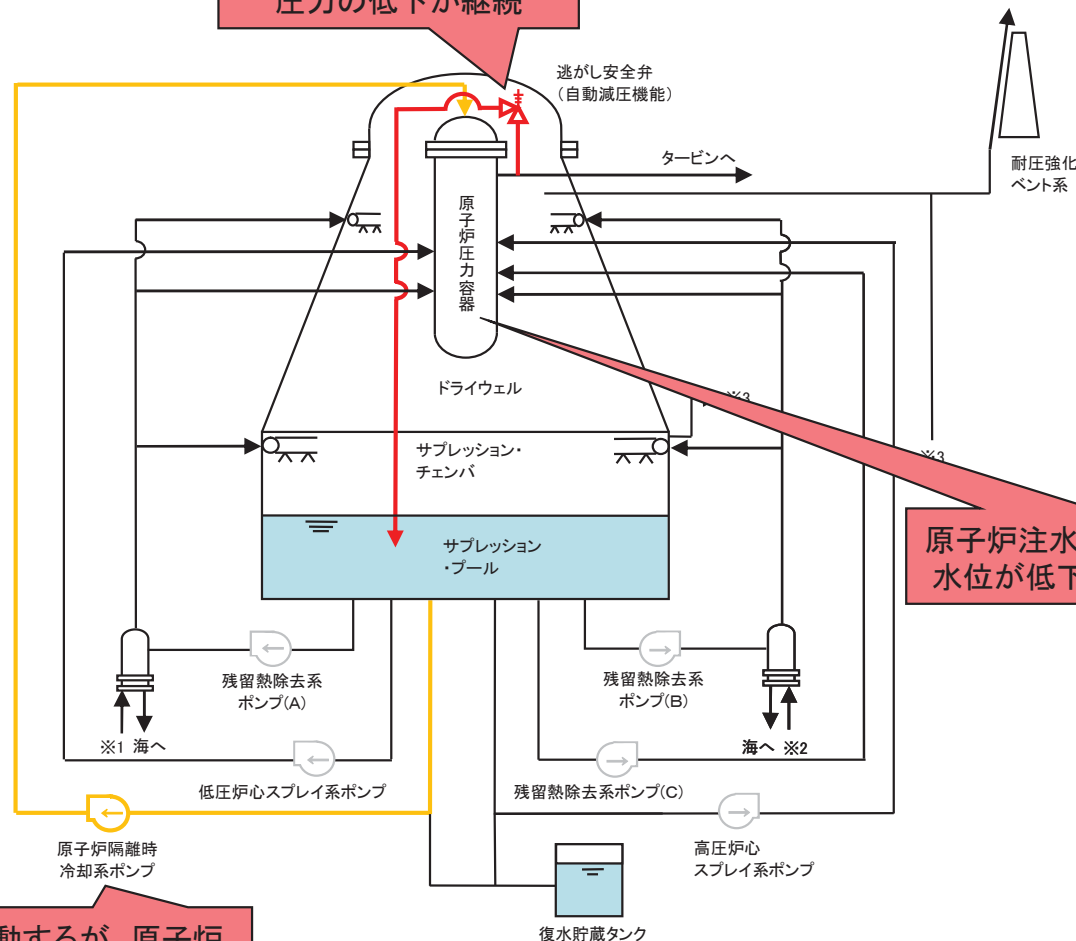 圧力の低下が継続
逃がし安全弁
（自動減圧機能）
タービンへ
耐圧強化
ベント系
原子炉圧力容器
ドライウェル
※3
※3
サプレッション・
チェンバ
サプレッション
・プール
原子炉注水
水位が低下
残留熱除去系
ポンプ(A)
残留熱除去系
ポンプ(B)
※1 海へ
海へ ※2
低圧炉心スプレイ系ポンプ
残留熱除去系ポンプ(C)
原子炉隔離時
冷却系ポンプ
高圧炉心
スプレイ系ポンプ
動するが、原子炉
復水貯蔵タンク